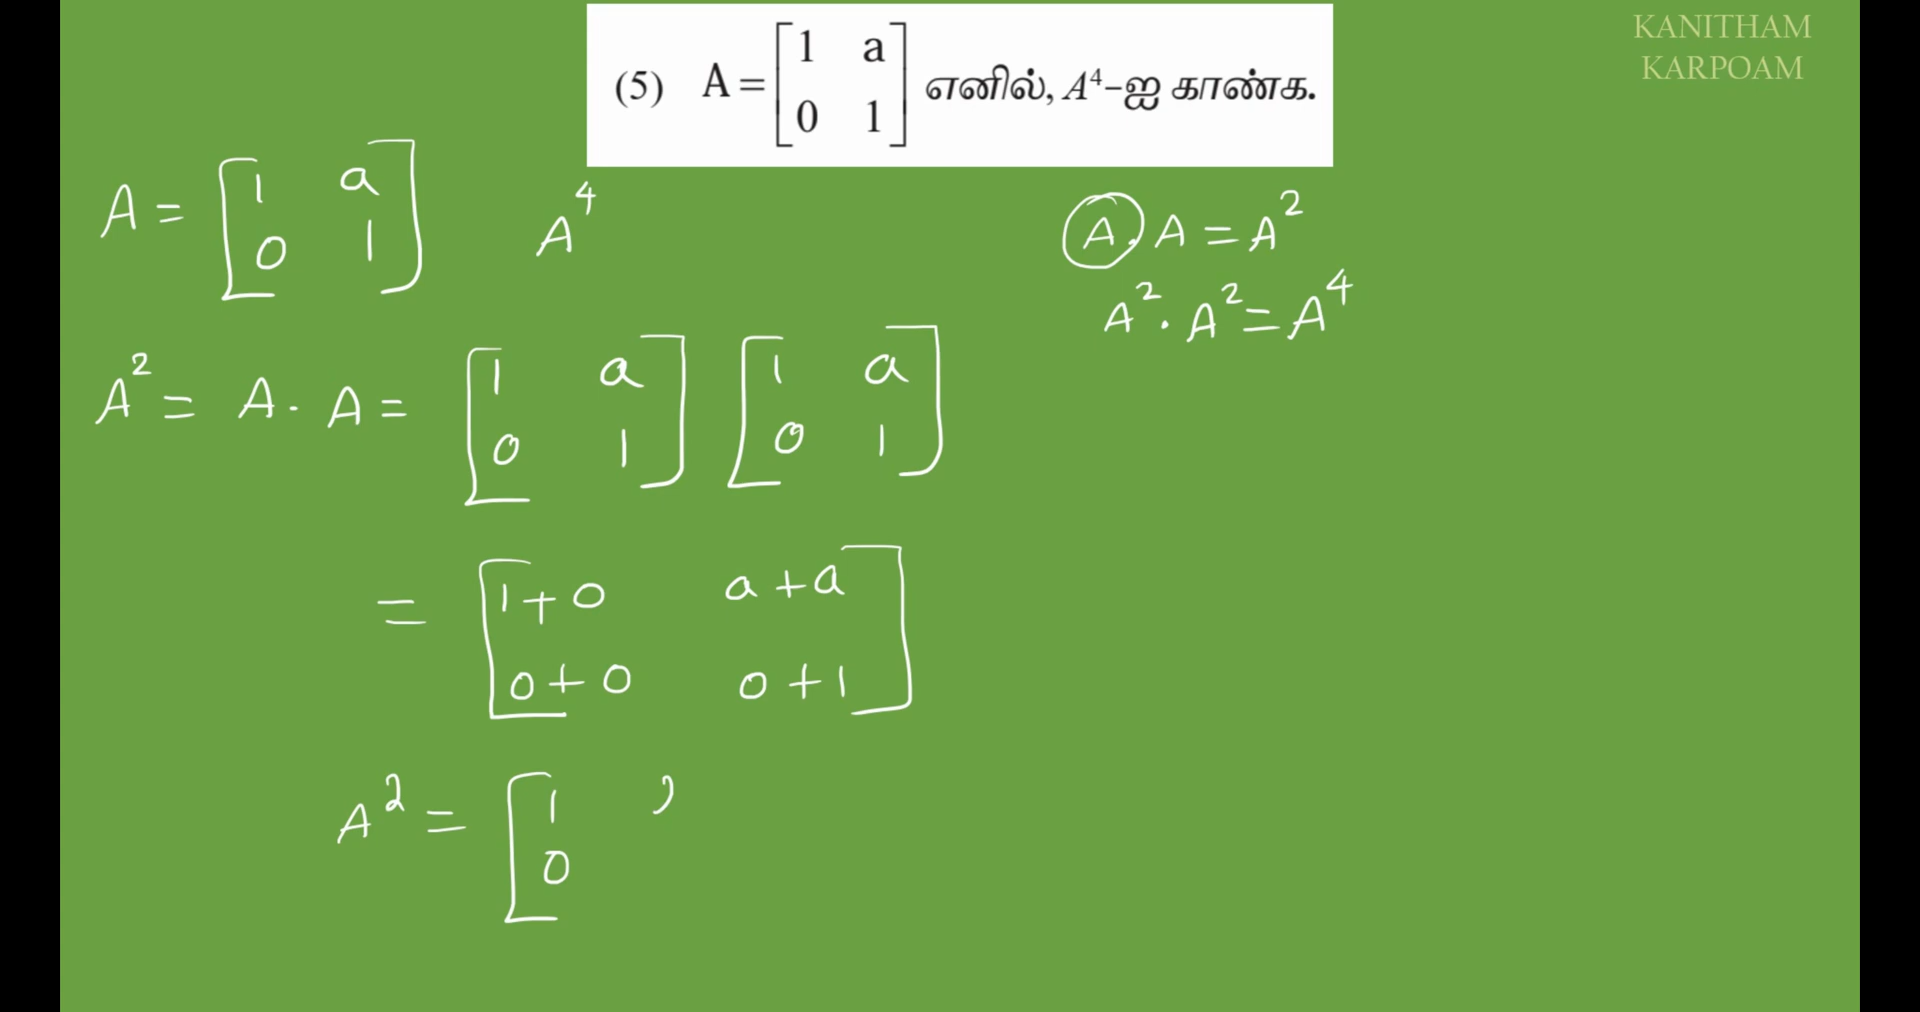 KANITHAM
KARPOAM
(5) A = [1 a
0 1] எனில், A⁴-ஐ காண்க.
A = [1 a
0 1] A⁴
A . A = A²
A² . A² = A⁴
A² = A . A = [1 a
0 1] [1 a
0 1]
= [1+0 a+a
0+0 0+1]
A² = [1
0